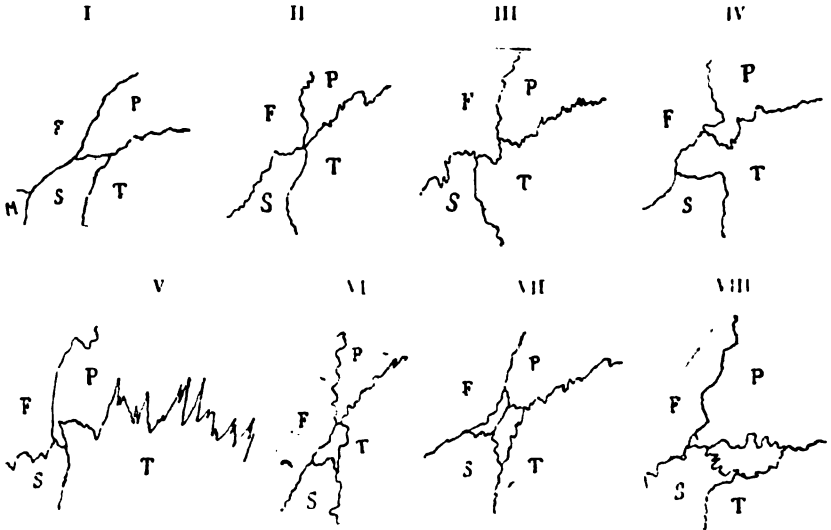 I II III IV
P P P P
F F F F
S T S T S T S T
M
V VI VII VIII
P P P P
F F F F
S T S T S T S T